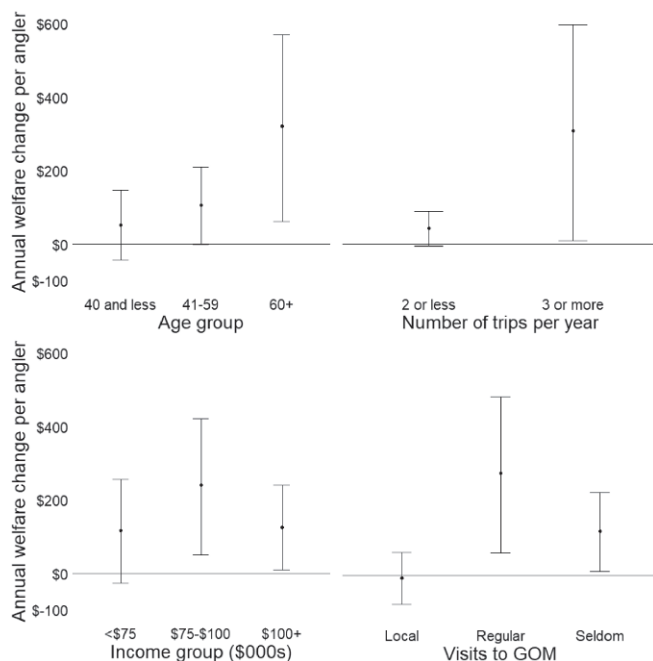 Annual welfare change per angler
$600
$400
$200
$0
$-100
40 and less 41-59 60+
Age group
2 or less 3 or more
Number of trips per year
Annual welfare change per angler
$600
$400
$200
$0
$-100
<$75 $75-$100 $100+
Income group ($000s)
Local Regular Seldom
Visits to GOM